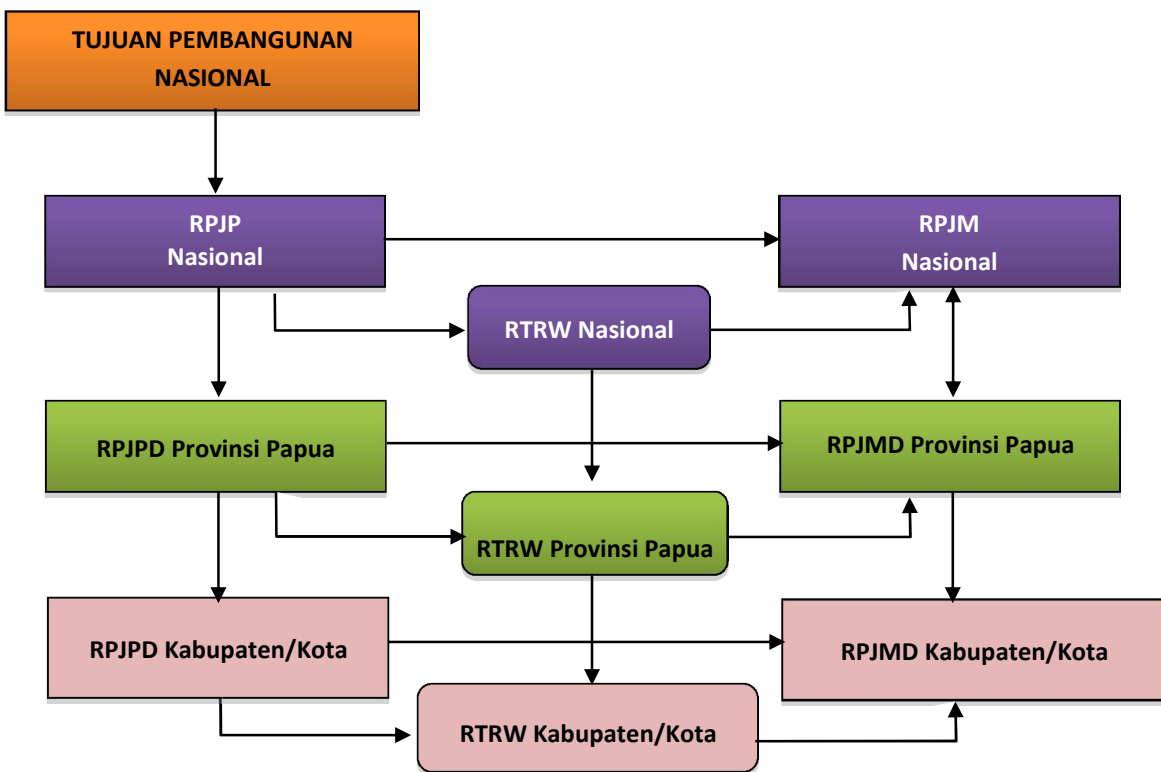 TUJUAN PEMBANGUNAN
NASIONAL
RPJP
Nasional
RPJM
Nasional
RTRW Nasional
RPJPD Provinsi Papua
RPJMD Provinsi Papua
RTRW Provinsi Papua
RPJPD Kabupaten/Kota
RPJMD Kabupaten/Kota
RTRW Kabupaten/Kota